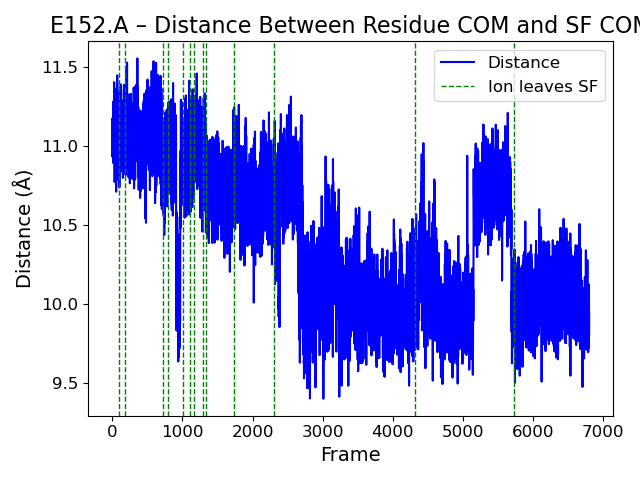 E152.A – Distance Between Residue COM and SF COM
Distance
Ion leaves SF
Distance (Å)
11.5
11.0
10.5
10.0
9.5
0 1000 2000 3000 4000 5000 6000 7000
Frame